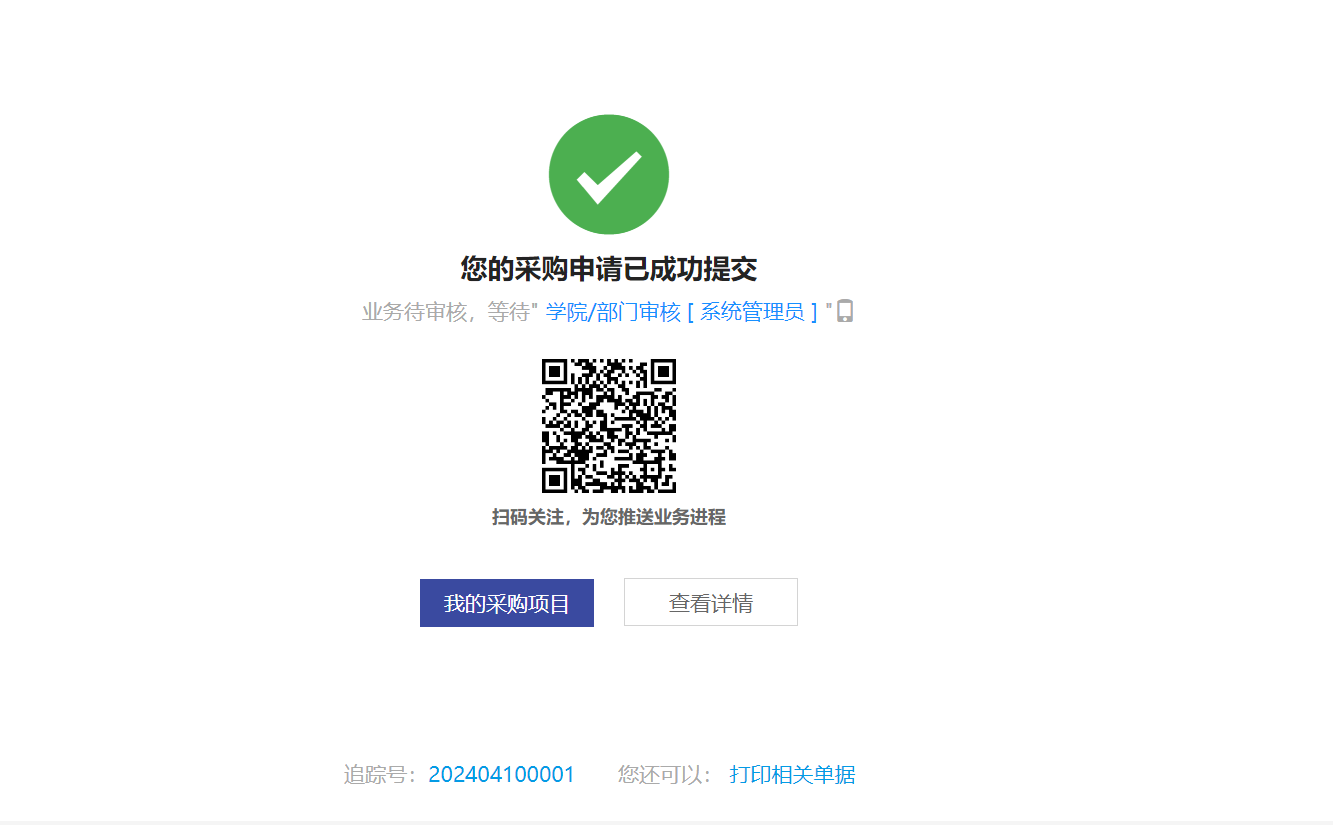 您的采购申请已成功提交
业务待审核，等待" 学院/部门审核 [ 系统管理员 ] "
扫码关注，为您推送业务进程
我的采购项目 查看详情
追踪号：202404100001 您还可以： 打印相关单据